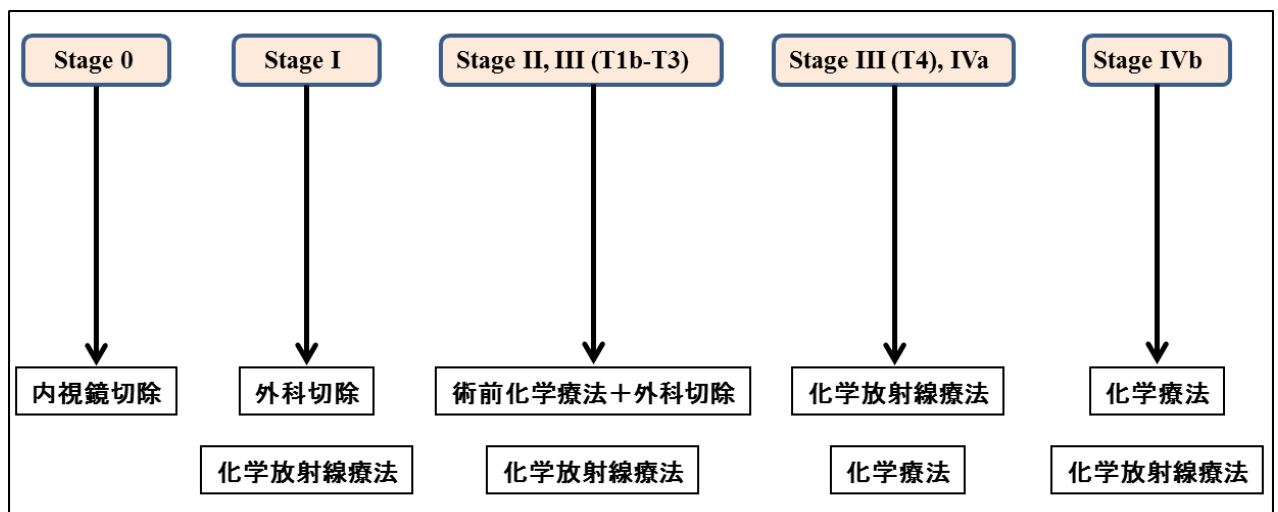 Stage 0
Stage I
Stage II, III (T1b-T3)
Stage III (T4), IVa
Stage IVb
内視鏡切除
外科切除
術前化学療法＋外科切除
化学放射線療法
化学療法
化学放射線療法
化学放射線療法
化学療法
化学放射線療法